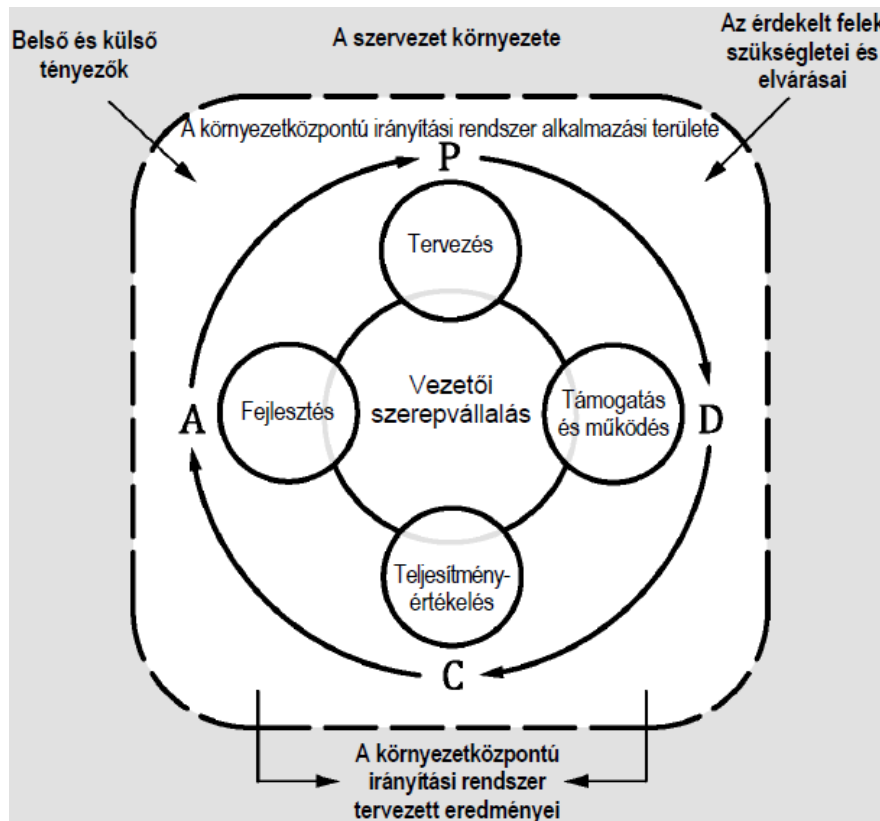 Belső és külső
tényezők
A szervezet környezete
Az érdekelt felek
szükségletei és
elvárásai
A környezetközpontú irányítási rendszer alkalmazási területe
P
Tervezés
A
Fejlesztés
Vezetői
szerepvállalás
Támogatás
és működés
D
Teljesítmény-
értékelés
C
A környezetközpontú
irányítási rendszer
tervezett eredményei